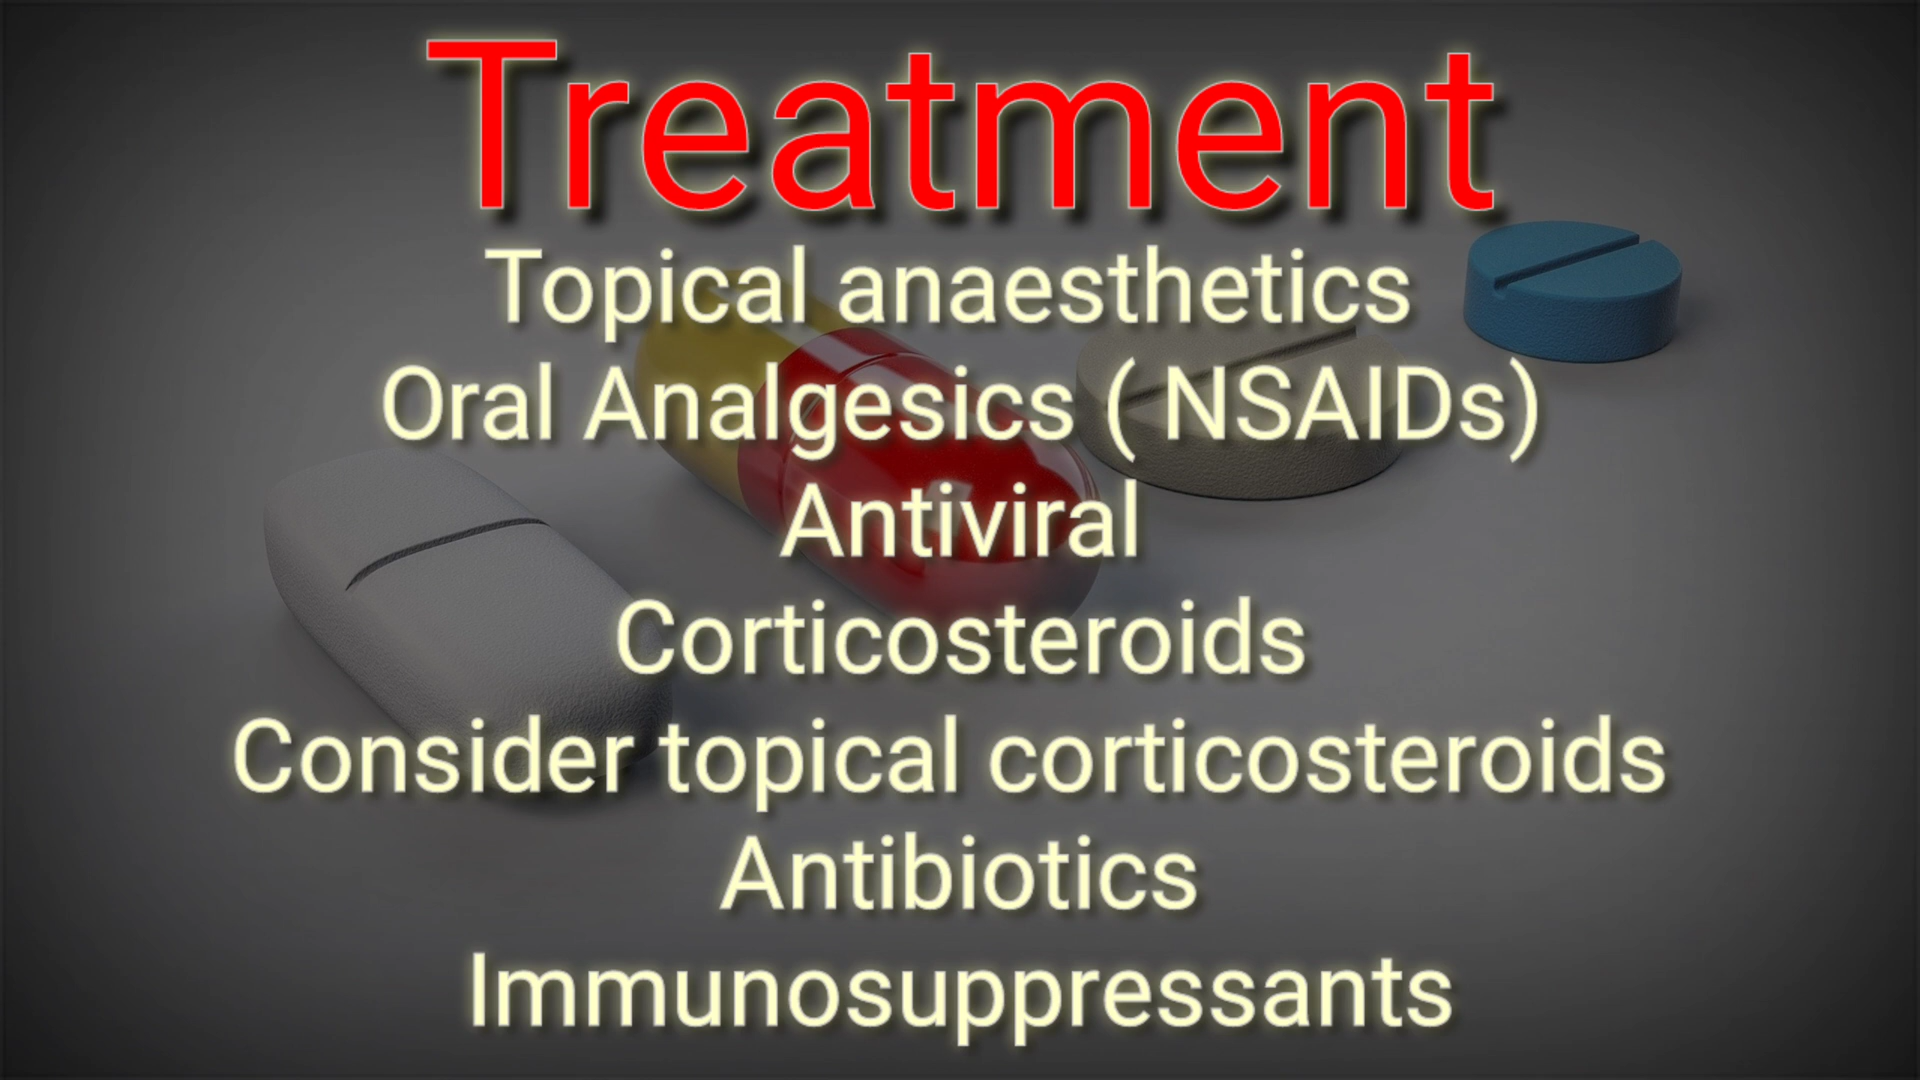 Treatment
Topical anaesthetics
Oral Analgesics ( NSAIDs)
Antiviral
Corticosteroids
Consider topical corticosteroids
Antibiotics
Immunosuppressants